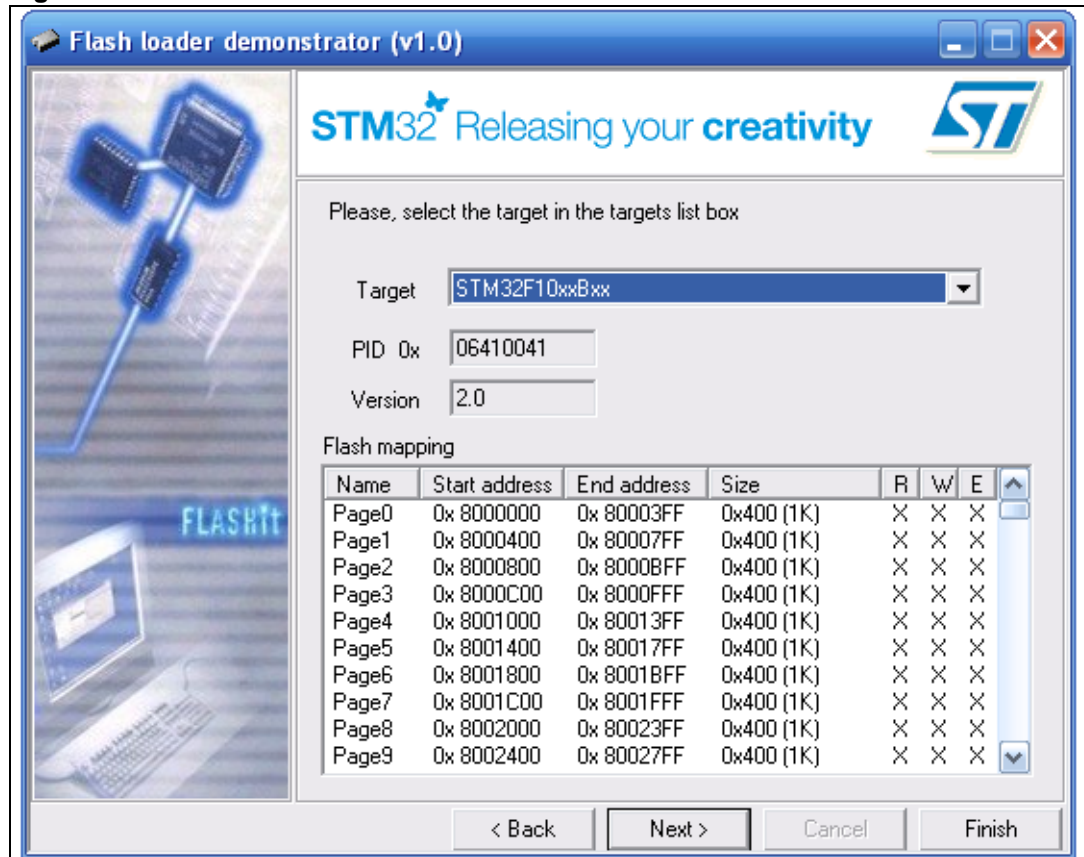 Flash loader demonstrator (v1.0)
STM32 Releasing your creativity
ST
Please, select the target in the targets list box
Target STM32F10xxBxx
PID 0x 06410041
Version 2.0
Flash mapping
Name Start address End address Size R W E
Page0 0x 8000000 0x 80003FF 0x400 (1K) X X X
Page1 0x 8000400 0x 80007FF 0x400 (1K) X X X
Page2 0x 8000800 0x 8000BFF 0x400 (1K) X X X
Page3 0x 8000C00 0x 8000FFF 0x400 (1K) X X X
Page4 0x 8001000 0x 80013FF 0x400 (1K) X X X
Page5 0x 8001400 0x 80017FF 0x400 (1K) X X X
Page6 0x 8001800 0x 8001BFF 0x400 (1K) X X X
Page7 0x 8001C00 0x 8001FFF 0x400 (1K) X X X
Page8 0x 8002000 0x 80023FF 0x400 (1K) X X X
Page9 0x 8002400 0x 80027FF 0x400 (1K) X X X
FLASHit
< Back Next > Cancel Finish